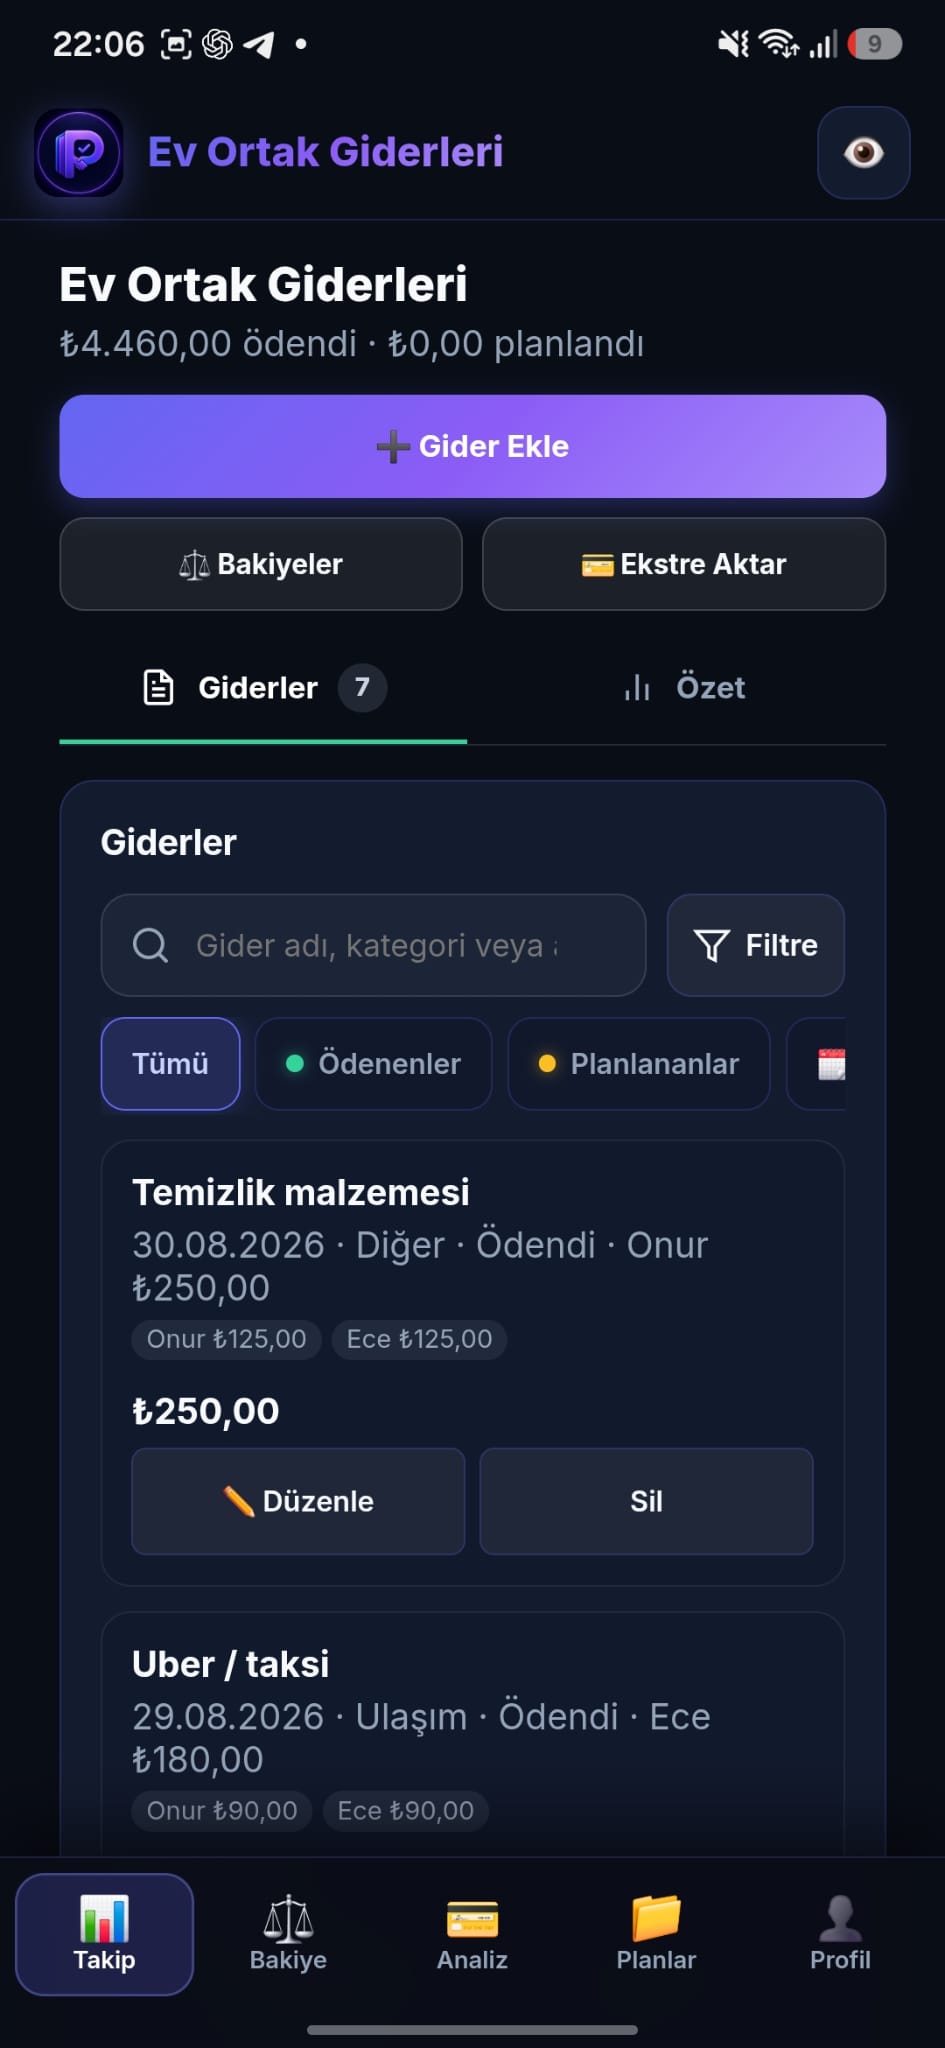 22:06
9
Ev Ortak Giderleri
Ev Ortak Giderleri
₺4.460,00 ödendi · ₺0,00 planlandı
Gider Ekle
Bakiyeler
Ekstre Aktar
Giderler 7
Özet
Giderler
Gider adı, kategori veya
Filtre
Tümü
Ödenenler
Planlananlar
Temizlik malzemesi
30.08.2026 · Diğer · Ödendi · Onur
₺250,00
Onur ₺125,00 Ece ₺125,00
₺250,00
Düzenle
Sil
Uber / taksi
29.08.2026 · Ulaşım · Ödendi · Ece
₺180,00
Onur ₺90,00 Ece ₺90,00
Takip
Bakiye
Analiz
Planlar
Profil